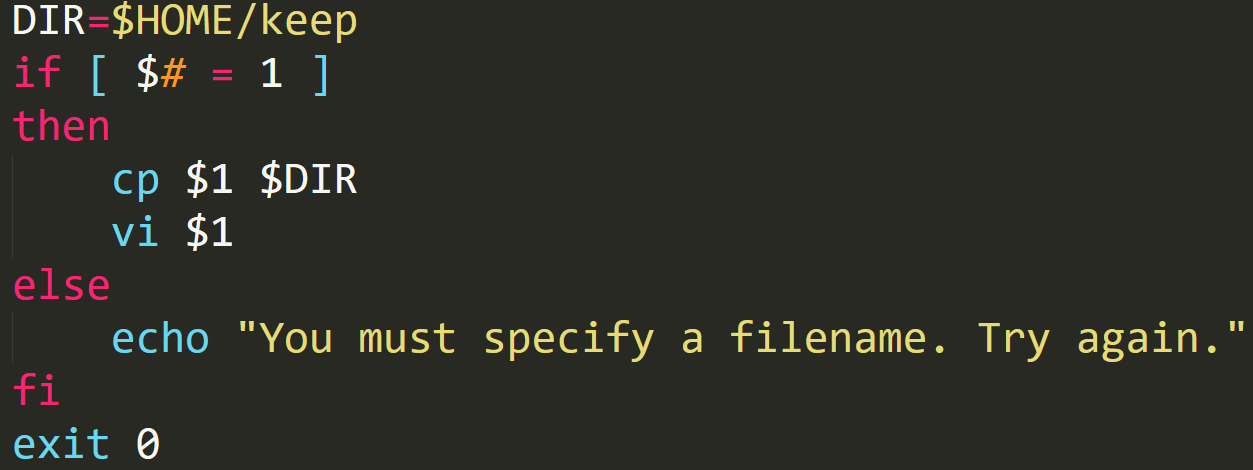 DIR=$HOME/keep
if [ $# = 1 ]
then
    cp $1 $DIR
    vi $1
else
    echo "You must specify a filename. Try again."
fi
exit 0